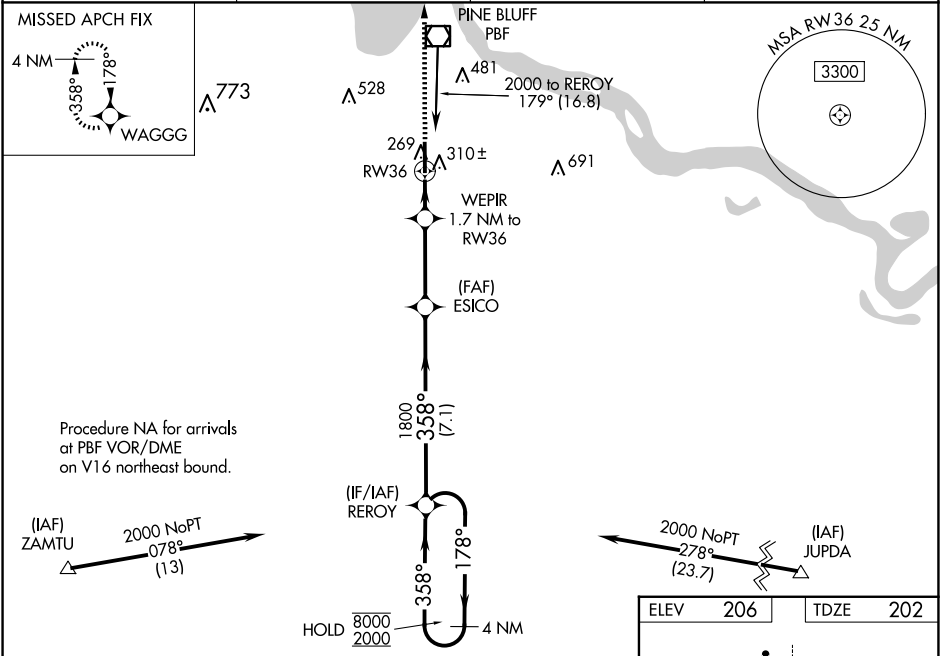 MISSED APCH FIX
4 NM
358°
178°
WAGGG
773
528
481
PINE BLUFF
PBF
2000 to REROY
179° (16.8)
MSA RW 36 25 NM
3300
269
310±
691
RW36
WEPIR
1.7 NM to
RW36
(FAF)
ESICO
1800
358°
(7.1)
Procedure NA for arrivals
at PBF VOR/DME
on V16 northeast bound.
(IF/IAF)
REROY
(IAF)
ZAMTU
2000 NoPT
078°
(13)
2000 NoPT
278°
(23.7)
(IAF)
JUPDA
358°
178°
HOLD
8000
2000
4 NM
ELEV 206
TDZE 202